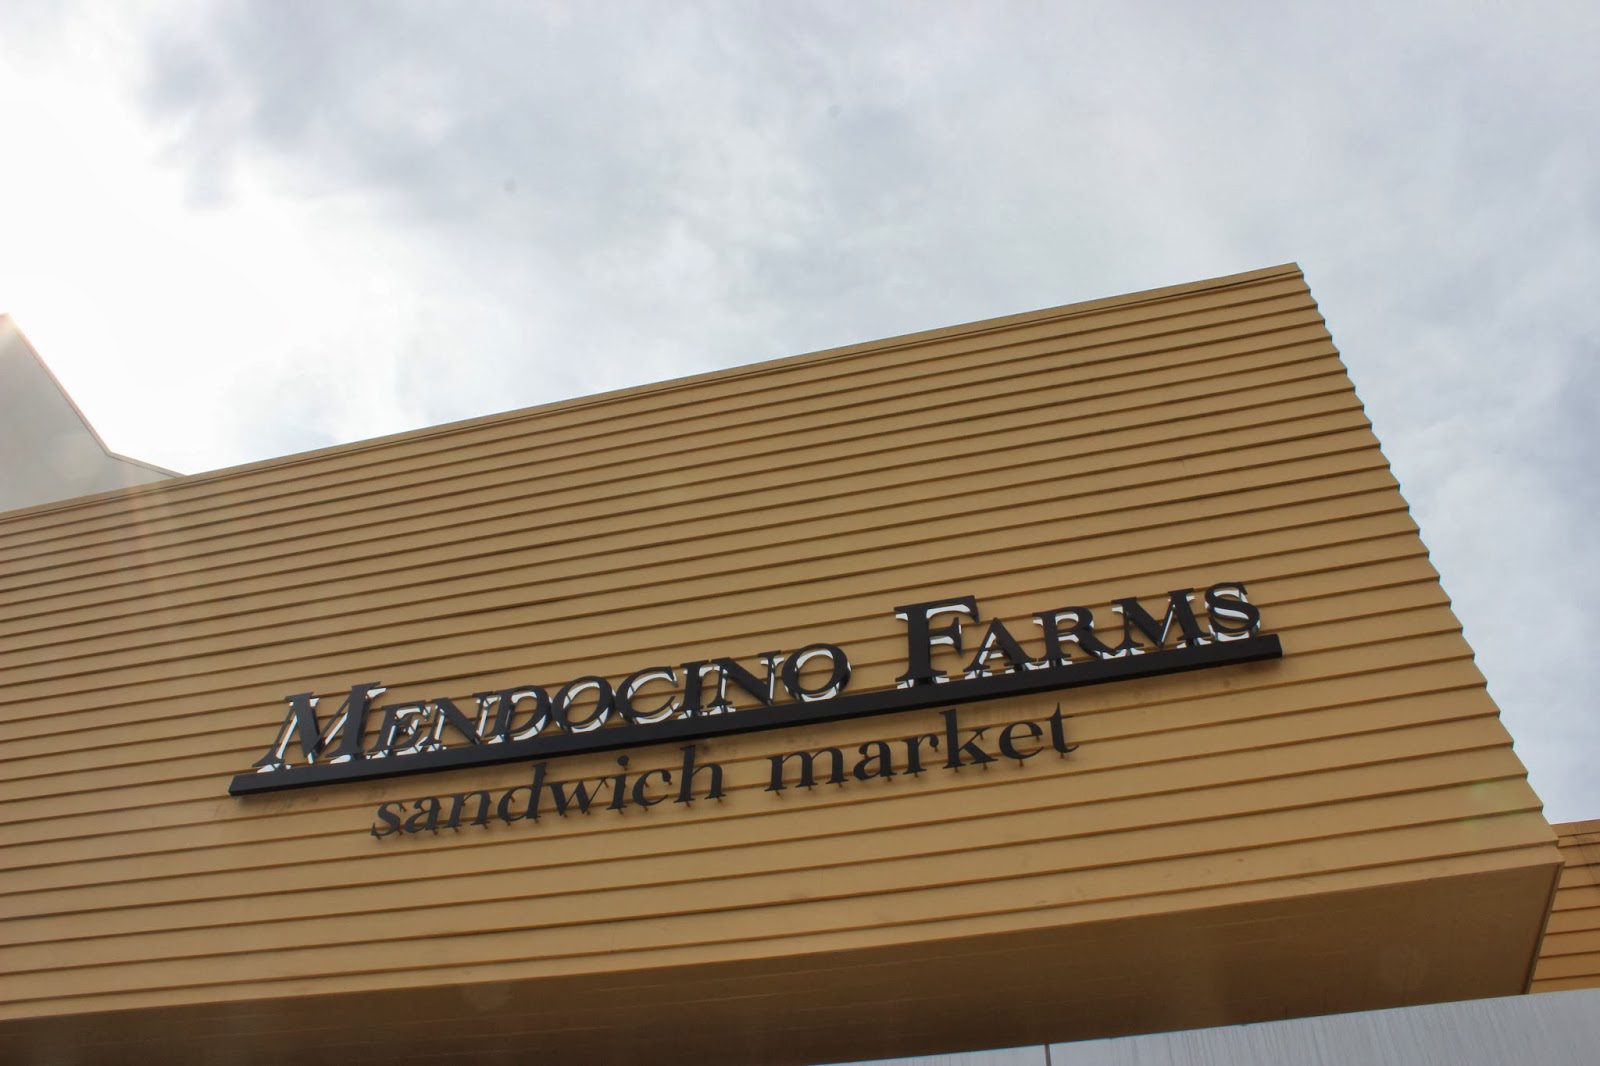 MENDOCINO FARMS
sandwich market